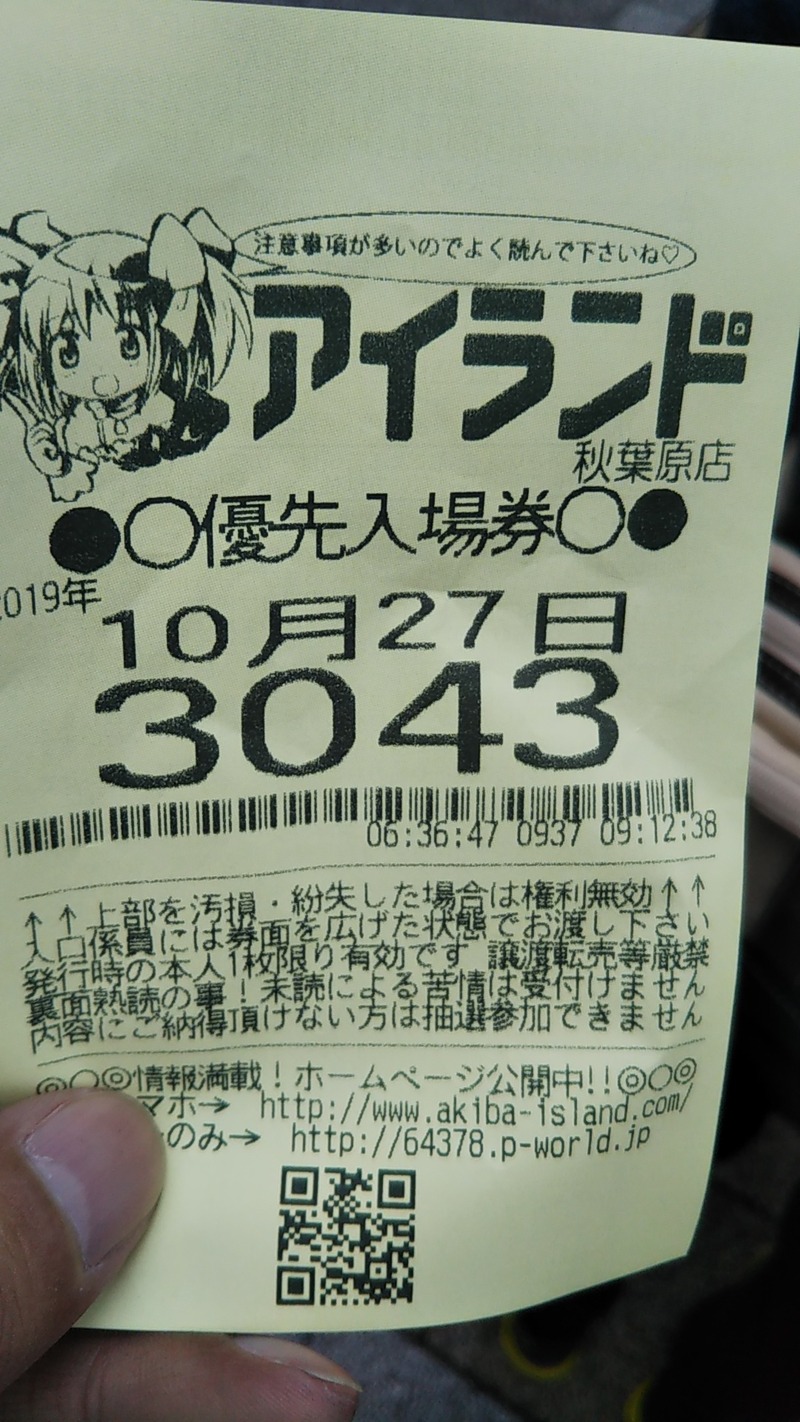 注意事項が多いのでよく読んで下さいね♡
アイランド
秋葉原店
●○優先入場券○●
2019年
10月27日
3043
06:36:47 0937 09:12:38
↑↑上部を汚損・紛失した場合は権利無効↑↑
入口係員には券面を広げた状態でお渡し下さい
発行時の本人1枚限り有効です 譲渡転売等厳禁
裏面熟読の事!未読による苦情は受付けません
内容にご納得頂けない方は抽選参加できません
◎○◎情報満載!ホームページ公開中!!◎○◎
マホ→ http://www.akiba-island.com/
のみ→ http://64378.p-world.jp